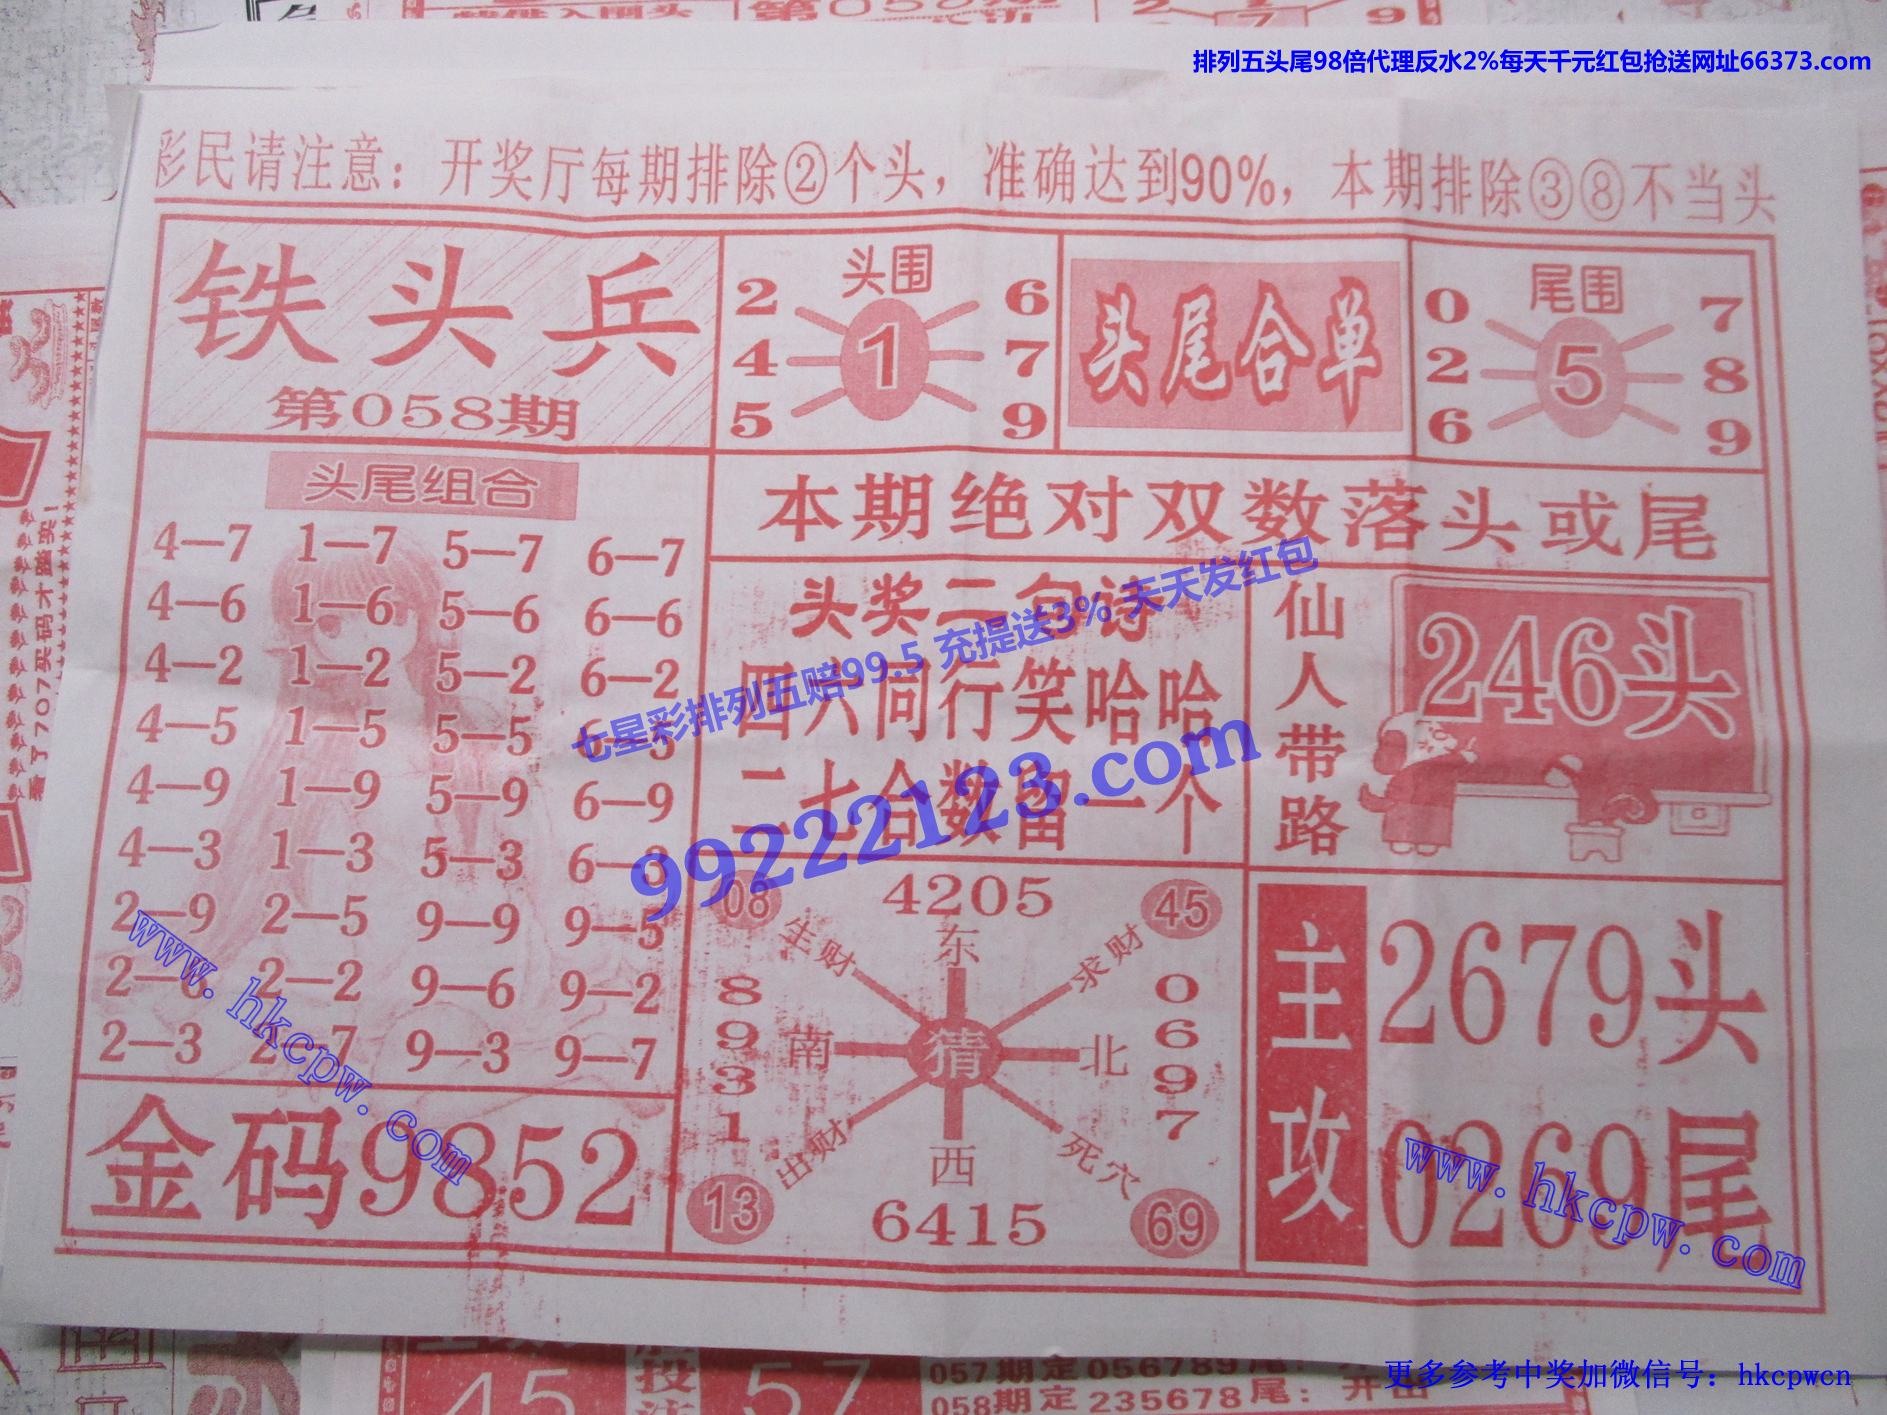 排列五头尾98倍代理反水2%每天千元红包抢送网址66373.com
彩民请注意：开奖厅每期排除②个头，准确达到90%，本期排除③⑧不当头
铁头兵
第058期
头围
2 6
4 1 7
5 9
头尾合单
尾围
0 7
2 5 8
6 9
头尾组合
4—7 1—7 5—7 6—7
4—6 1—6 5—6 6—6
4—2 1—2 5—2 6—2
4—5 1—5 5—5 6—5
4—9 1—9 5—9 6—9
4—3 1—3 5—3 6—3
2—9 2—5 9—9 9—5
2—6 2—2 9—6 9—2
2—3 2—7 9—3 9—7
金码9852
本期绝对双数落头或尾
头奖二句诗
四六同行笑哈哈
二七合数留一个
仙人带路
246头
08 4205 45
生财 东 求财
8931
南 猜 北
0697
出财 西 死穴
13 6415 69
主攻
2679头
0269尾
七星彩排列五赔99.5 充提送3% 天天发红包
99222123.com
www.hkcpw.com
www.hkcpw.com
45
57
057期定0567897
058期定235678尾：开出
更多参考中奖加微信号：hkcpwcn